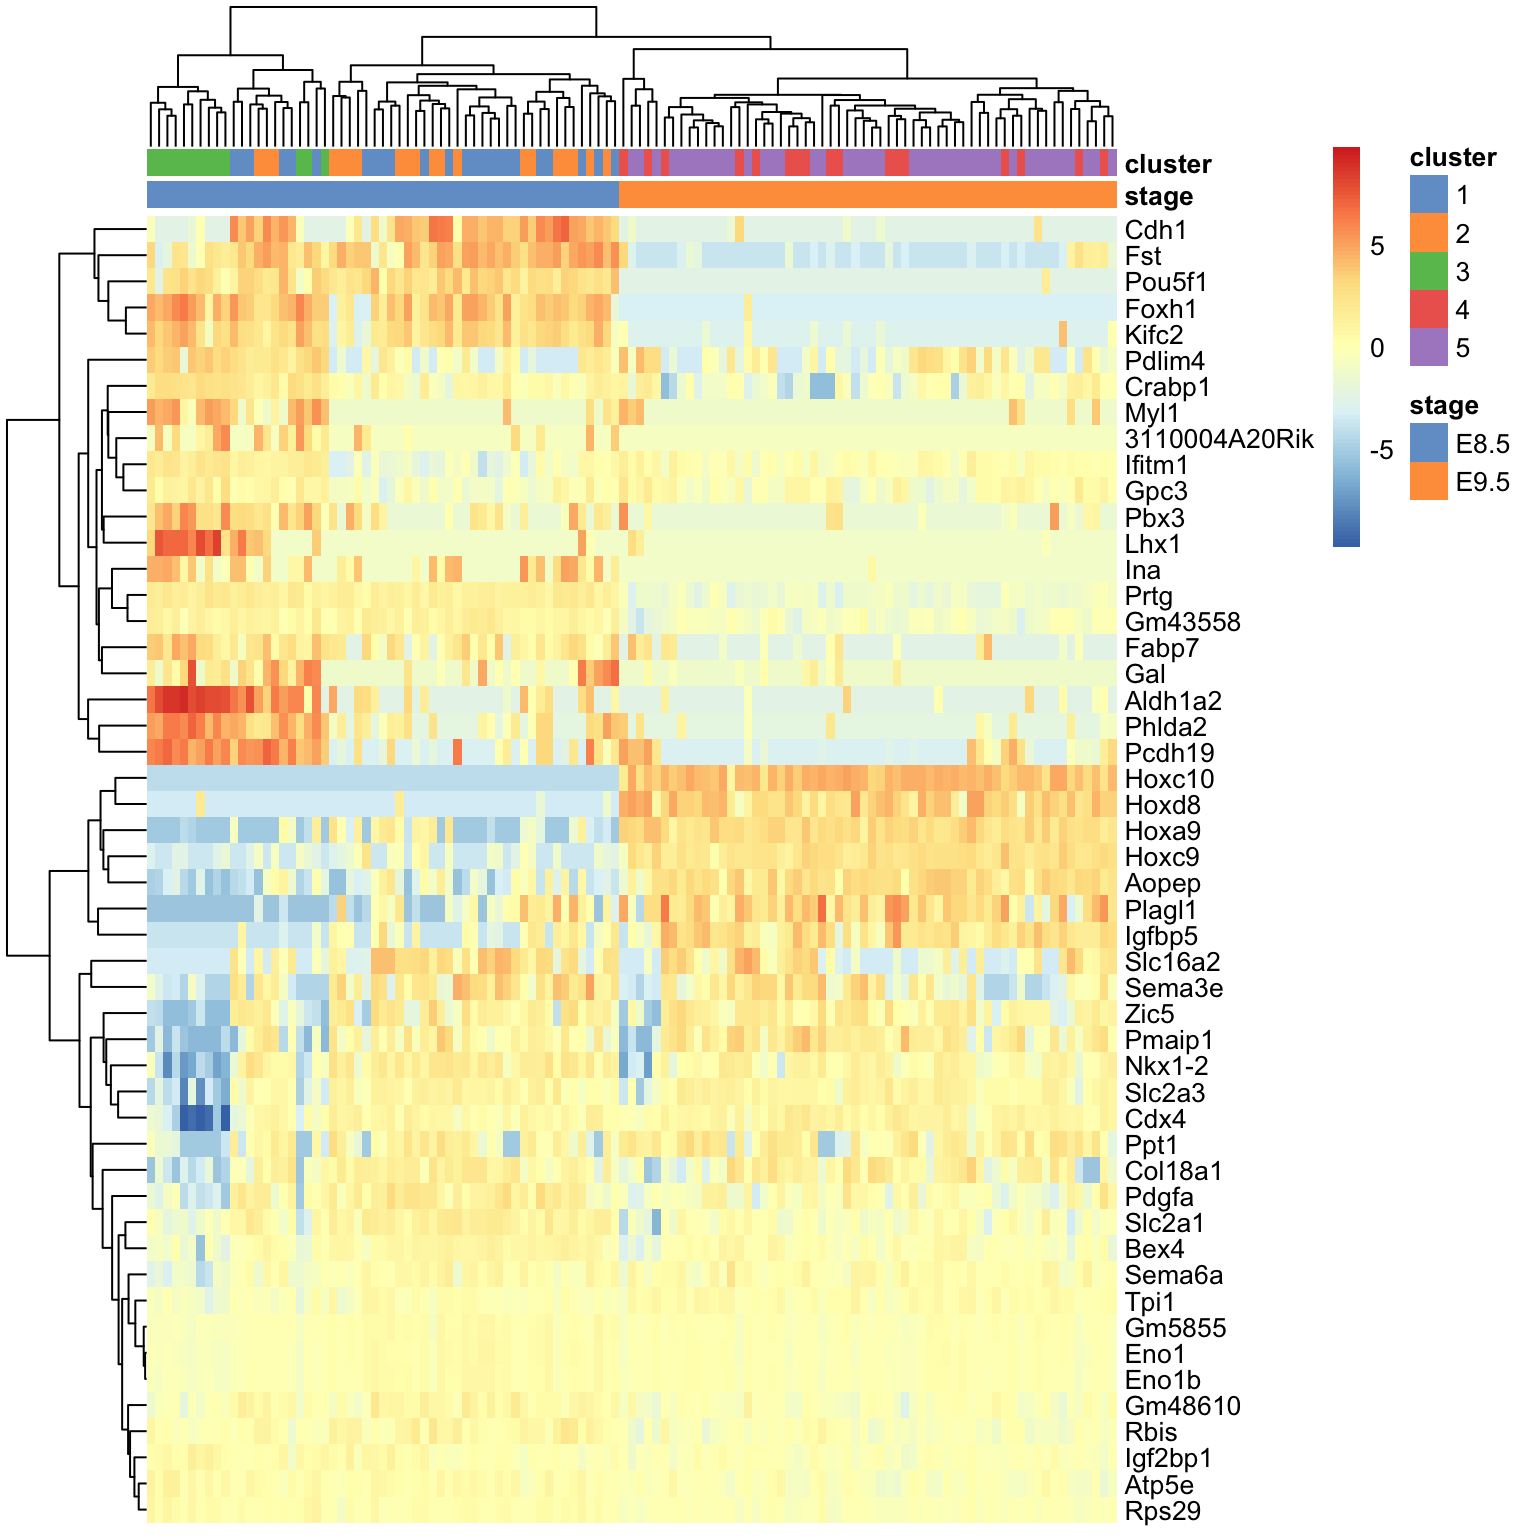 cluster
stage
Cdh1
Fst
Pou5f1
Foxh1
Kifc2
Pdlim4
Crabp1
Myl1
3110004A20Rik
Ifitm1
Gpc3
Pbx3
Lhx1
Ina
Prtg
Gm43558
Fabp7
Gal
Aldh1a2
Phlda2
Pcdh19
Hoxc10
Hoxd8
Hoxa9
Hoxc9
Aopep
Plagl1
Igfbp5
Slc16a2
Sema3e
Zic5
Pmaip1
Nkx1-2
Slc2a3
Cdx4
Ppt1
Col18a1
Pdgfa
Slc2a1
Bex4
Sema6a
Tpi1
Gm5855
Eno1
Eno1b
Gm48610
Rbis
Igf2bp1
Atp5e
Rps29
5
0
-5
cluster
1
2
3
4
5
stage
E8.5
E9.5